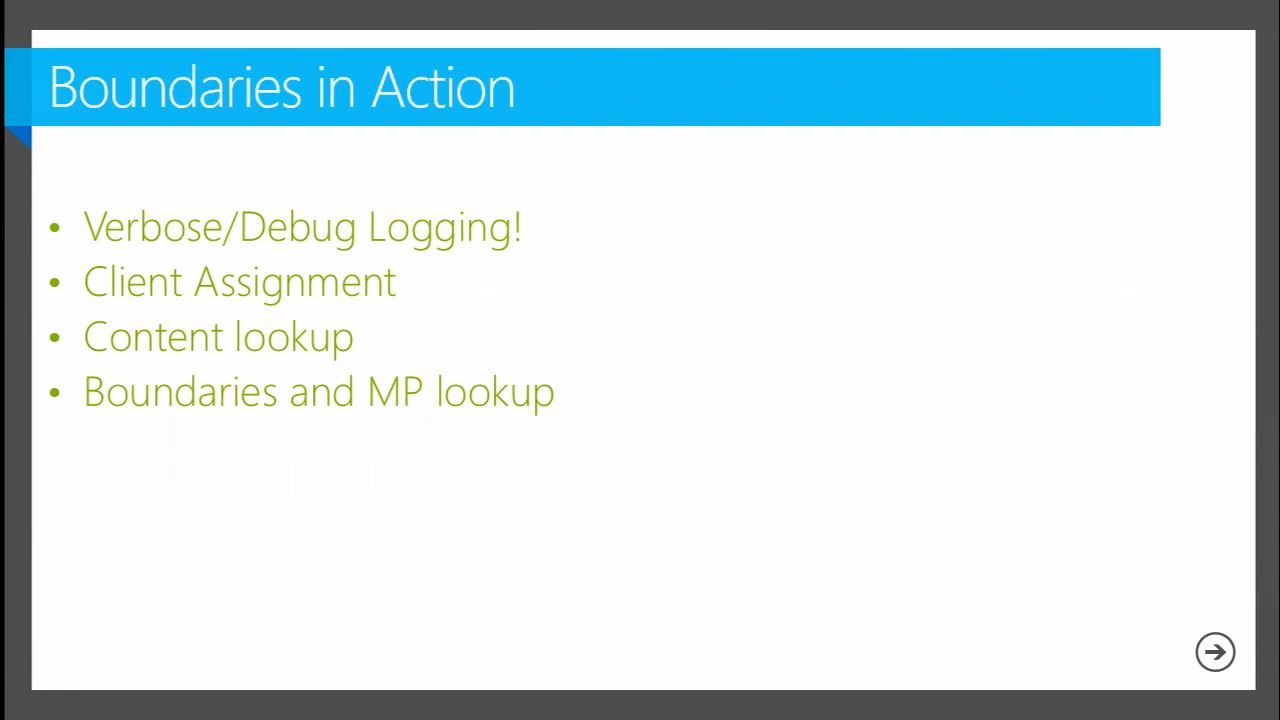 Boundaries in Action
• Verbose/Debug Logging!
• Client Assignment
• Content lookup
• Boundaries and MP lookup